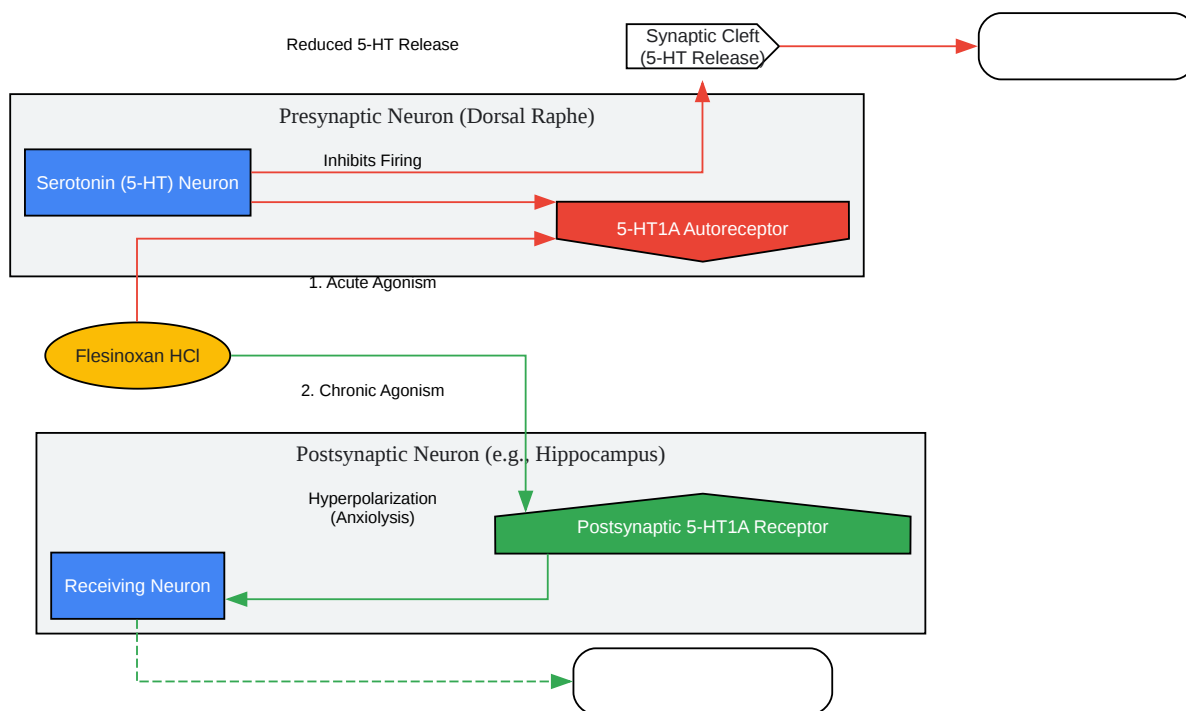 Reduced 5-HT Release
Synaptic Cleft
(5-HT Release)
Presynaptic Neuron (Dorsal Raphe)
Inhibits Firing
Serotonin (5-HT) Neuron
5-HT1A Autoreceptor
1. Acute Agonism
Flesinoxan HCl
2. Chronic Agonism
Postsynaptic Neuron (e.g., Hippocampus)
Hyperpolarization
(Anxiolysis)
Postsynaptic 5-HT1A Receptor
Receiving Neuron